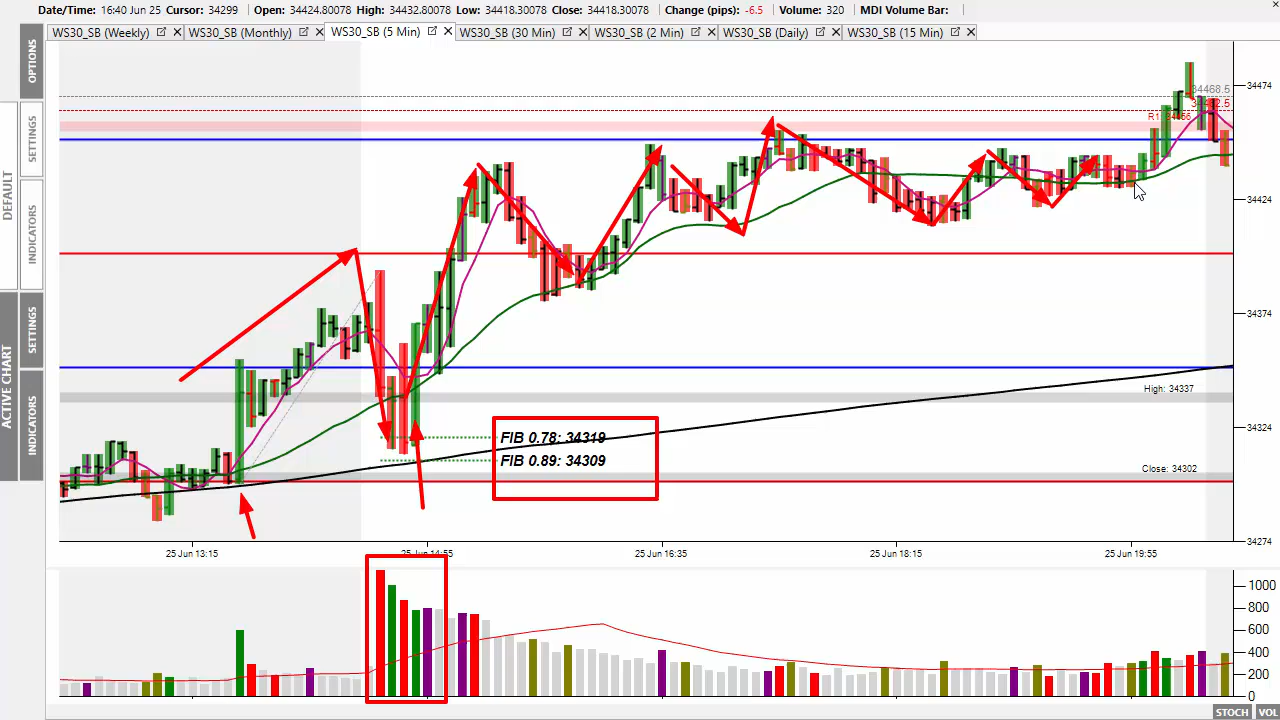 Date/Time: 16:40 Jun 25 Cursor: 34299 Open: 34424.80078 High: 34432.80078 Low: 34418.30078 Close: 34418.30078 Change (pips): -6.5 Volume: 320 MDI Volume Bar:
WS30_SB (Weekly) WS30_SB (Monthly) WS30_SB (5 Min) WS30_SB (30 Min) WS30_SB (2 Min) WS30_SB (Daily) WS30_SB (15 Min)
OPTIONS
SETTINGS
INDICATORS
DEFAULT
SETTINGS
INDICATORS
ACTIVE CHART
34468.5
R1:
High: 34337
Close: 34302
FIB 0.78: 34319
FIB 0.89: 34309
34474
34424
34374
34324
34274
25 Jun 13:15 25 Jun 14:55 25 Jun 16:35 25 Jun 18:15 25 Jun 19:55
1000
800
600
400
200
0
STOCH VOL